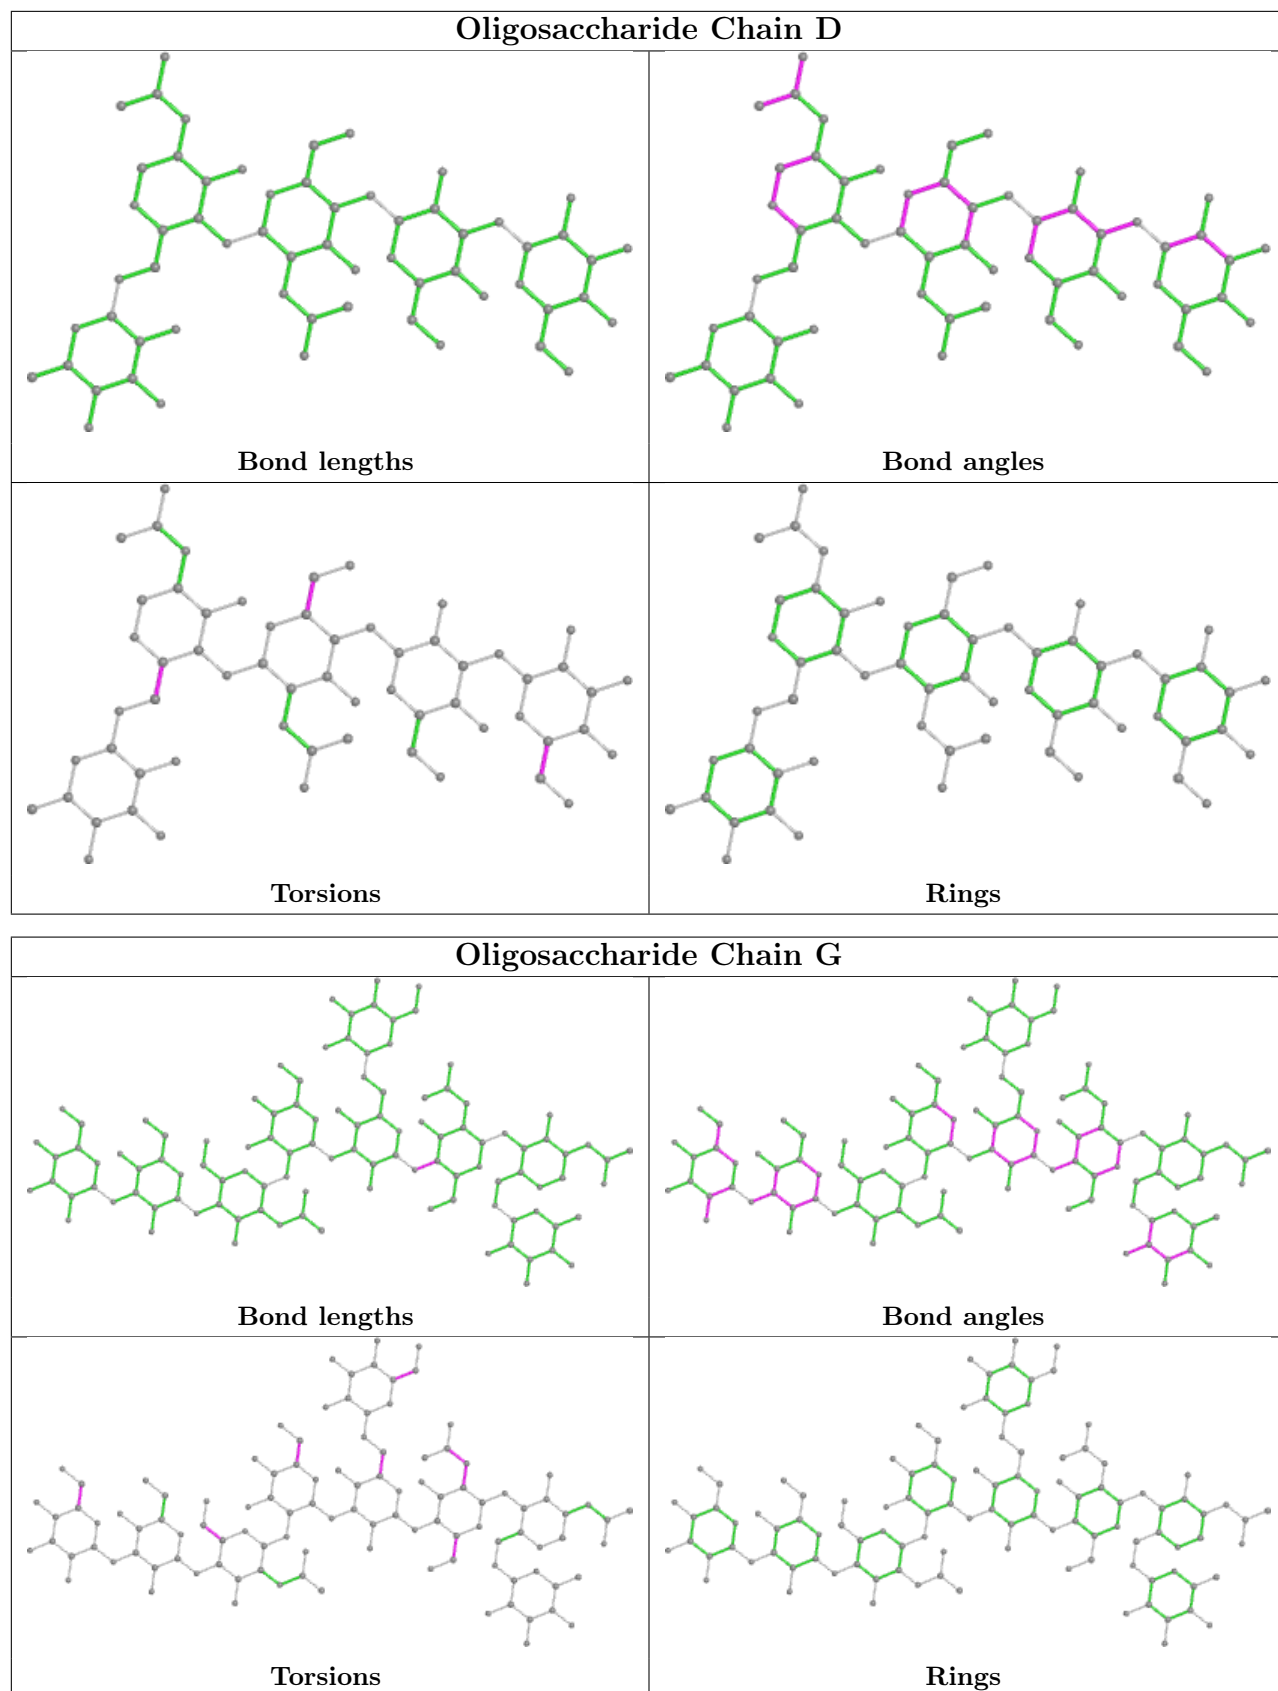 Oligosaccharide Chain D
Bond lengths
Bond angles
Torsions
Rings
Oligosaccharide Chain G
Bond lengths
Bond angles
Torsions
Rings